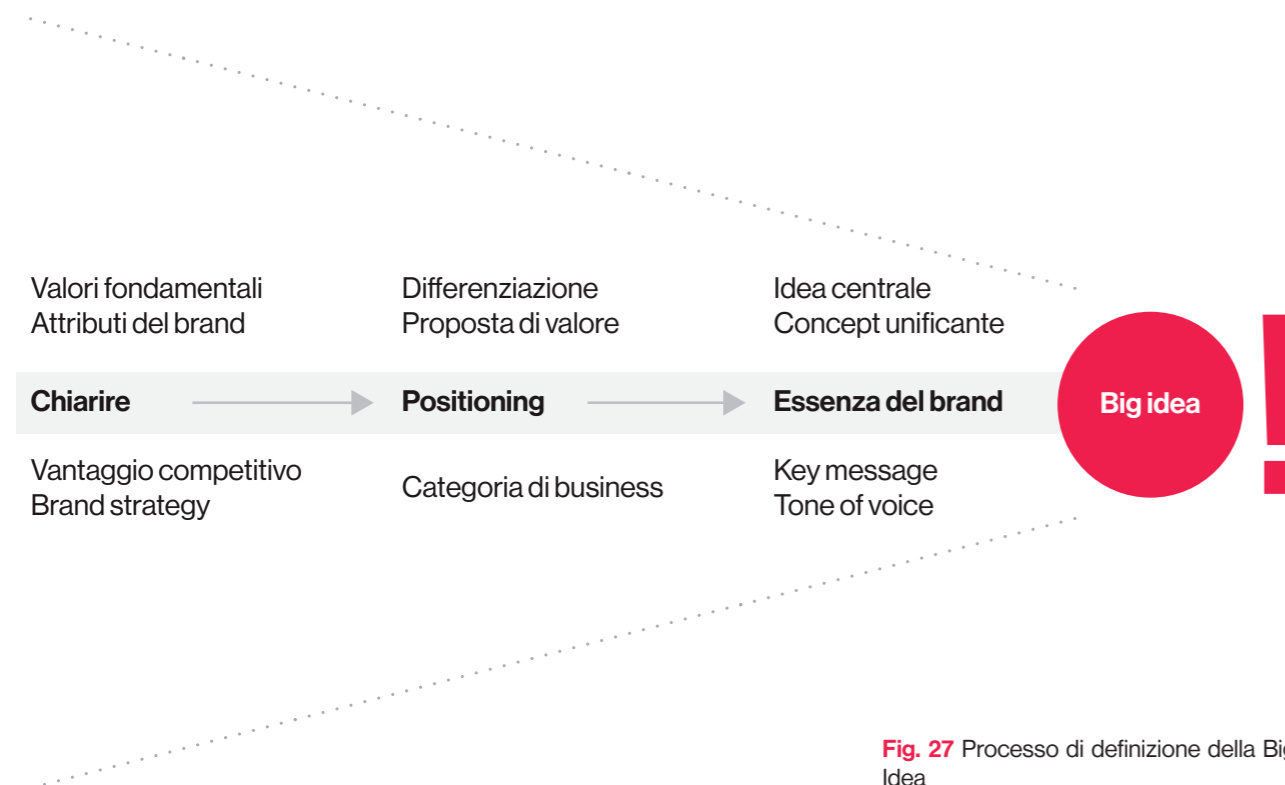 Valori fondamentali
Attributi del brand
Differenziazione
Proposta di valore
Idea centrale
Concept unificante
Chiarire
Positioning
Essenza del brand
Big idea
!
Vantaggio competitivo
Brand strategy
Categoria di business
Key message
Tone of voice
Fig. 27 Processo di definizione della Big
Idea